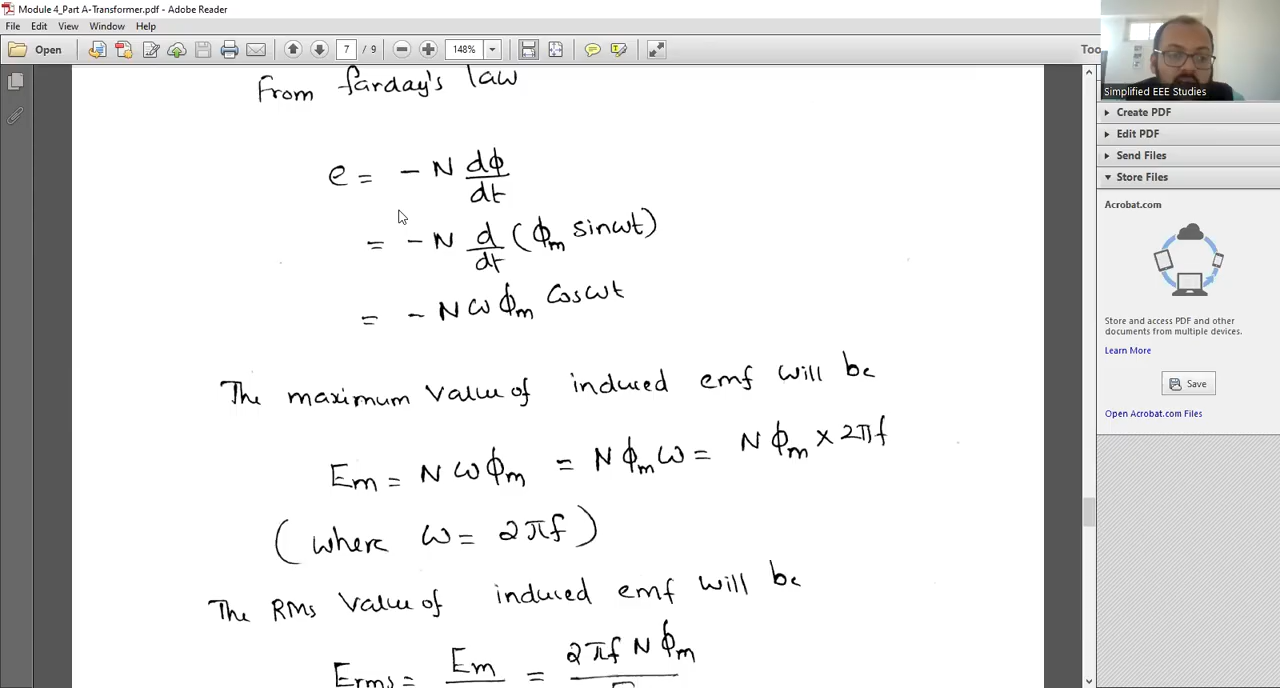 Module 4_Part A-Transformer.pdf - Adobe Reader
File Edit View Window Help
Open 7 / 9 148% Too
Simplified EEE Studies
Create PDF
Edit PDF
Send Files
Store Files
Acrobat.com
Store and access PDF and other
documents from multiple devices.
Learn More
Save
Open Acrobat.com Files
From farday's law
e = - N dϕ/dt
= - N d/dt (ϕm sinωt)
= - N ω ϕm cosωt
The maximum value of induced emf will be
Em = N ω ϕm = N ϕm ω = N ϕm × 2πf
(where ω = 2πf)
The RMs value of induced emf will be
Erms = Em = 2πf N ϕm